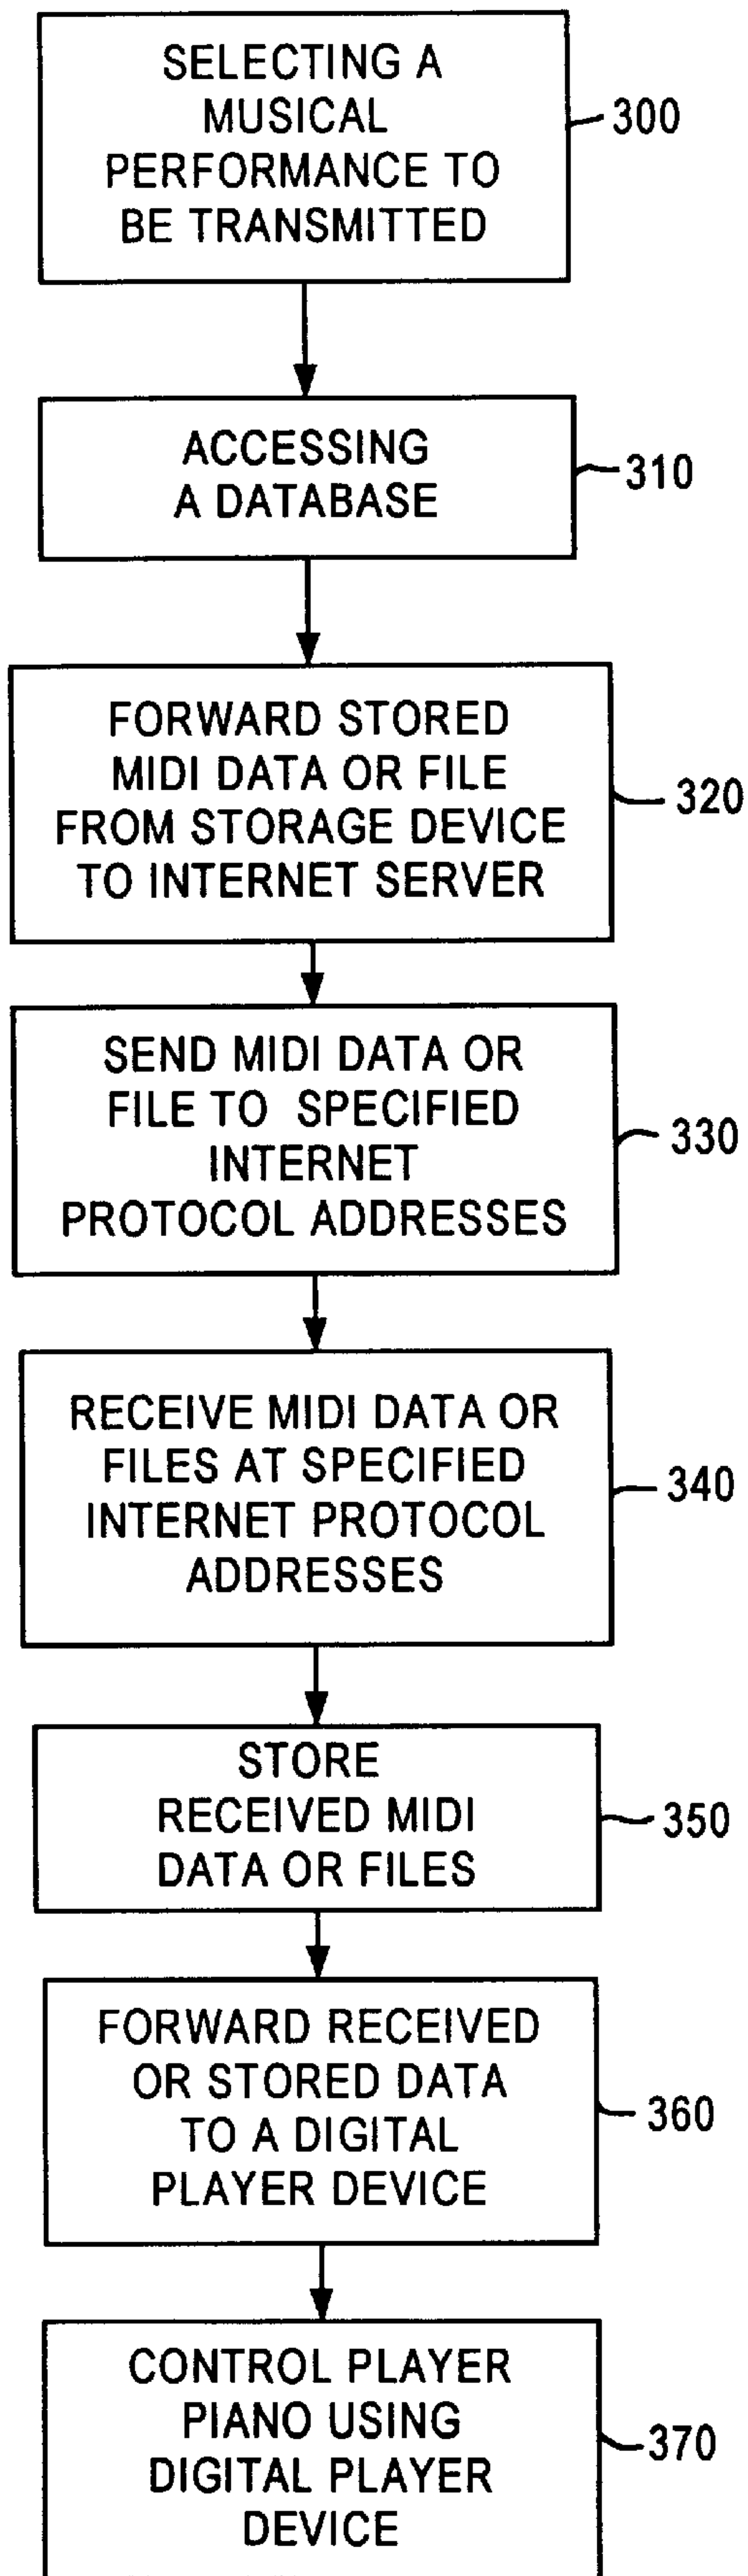 SELECTING A
MUSICAL
PERFORMANCE TO
BE TRANSMITTED
300
ACCESSING
A DATABASE
310
FORWARD STORED
MIDI DATA OR FILE
FROM STORAGE DEVICE
TO INTERNET SERVER
320
SEND MIDI DATA OR
FILE TO SPECIFIED
INTERNET
PROTOCOL ADDRESSES
330
RECEIVE MIDI DATA OR
FILES AT SPECIFIED
INTERNET PROTOCOL
ADDRESSES
340
STORE
RECEIVED MIDI
DATA OR FILES
350
FORWARD RECEIVED
OR STORED DATA
TO A DIGITAL
PLAYER DEVICE
360
CONTROL PLAYER
PIANO USING
DIGITAL PLAYER
DEVICE
370